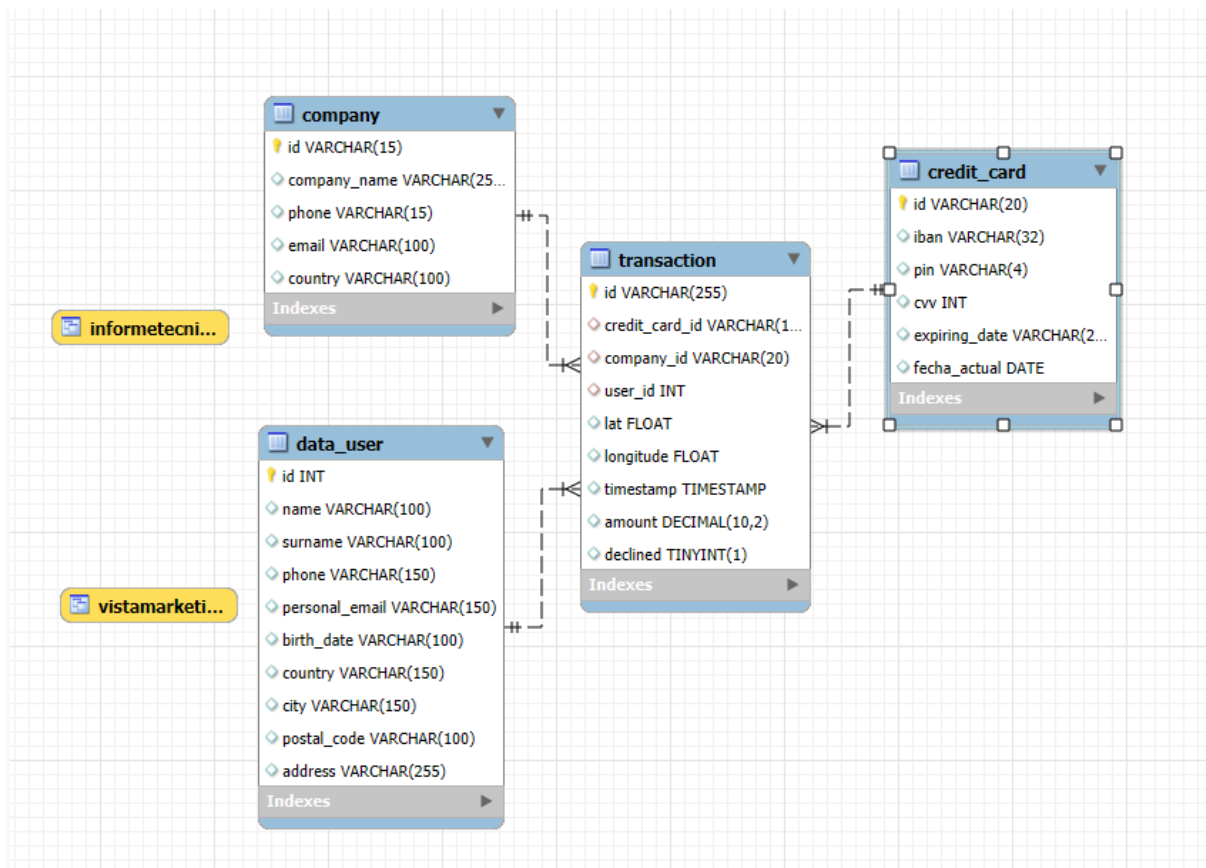 company
id VARCHAR(15)
company_name VARCHAR(25...
phone VARCHAR(15)
email VARCHAR(100)
country VARCHAR(100)
Indexes
informetecni...
data_user
id INT
name VARCHAR(100)
surname VARCHAR(100)
phone VARCHAR(150)
personal_email VARCHAR(150)
birth_date VARCHAR(100)
country VARCHAR(150)
city VARCHAR(150)
postal_code VARCHAR(100)
address VARCHAR(255)
Indexes
vistamarketi...
transaction
id VARCHAR(255)
credit_card_id VARCHAR(1...
company_id VARCHAR(20)
user_id INT
lat FLOAT
longitude FLOAT
timestamp TIMESTAMP
amount DECIMAL(10,2)
declined TINYINT(1)
Indexes
credit_card
id VARCHAR(20)
iban VARCHAR(32)
pin VARCHAR(4)
cvv INT
expiring_date VARCHAR(2...
fecha_actual DATE
Indexes